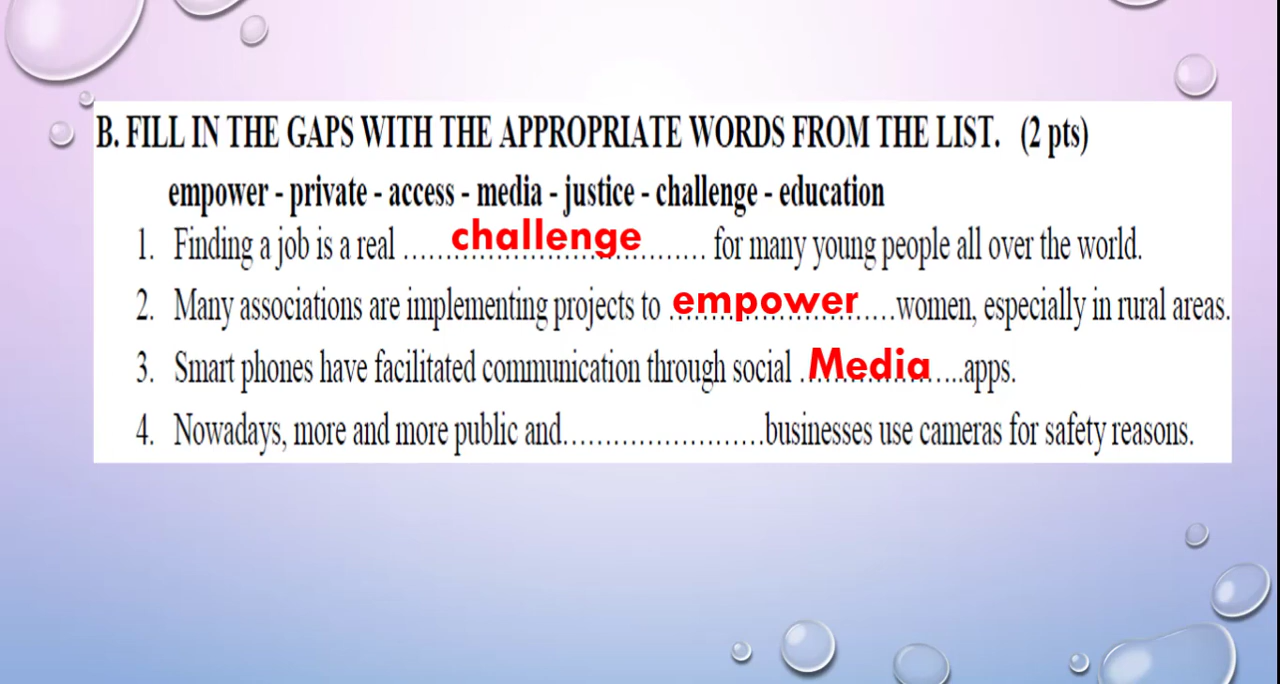 B. FILL IN THE GAPS WITH THE APPROPRIATE WORDS FROM THE LIST. (2 pts)
empower - private - access - media - justice - challenge - education
1. Finding a job is a real ....challenge.... for many young people all over the world.
2. Many associations are implementing projects to empower.....women, especially in rural areas.
3. Smart phones have facilitated communication through social .Media.....apps.
4. Nowadays, more and more public and........................businesses use cameras for safety reasons.